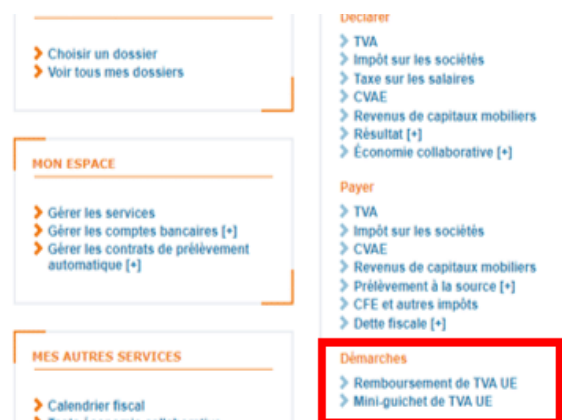 Choisir un dossier
Voir tous mes dossiers
MON ESPACE
Gérer les services
Gérer les comptes bancaires [+]
Gérer les contrats de prélèvement
automatique [+]
MES AUTRES SERVICES
Calendrier fiscal
Texte économie collaborative
Déclarer
TVA
Impôt sur les sociétés
Taxe sur les salaires
CVAE
Revenus de capitaux mobiliers
Résultat [+]
Économie collaborative [+]
Payer
TVA
Impôt sur les sociétés
CVAE
Revenus de capitaux mobiliers
Prélèvement à la source [+]
CFE et autres impôts
Dette fiscale [+]
Démarches
Remboursement de TVA UE
Mini-guichet de TVA UE